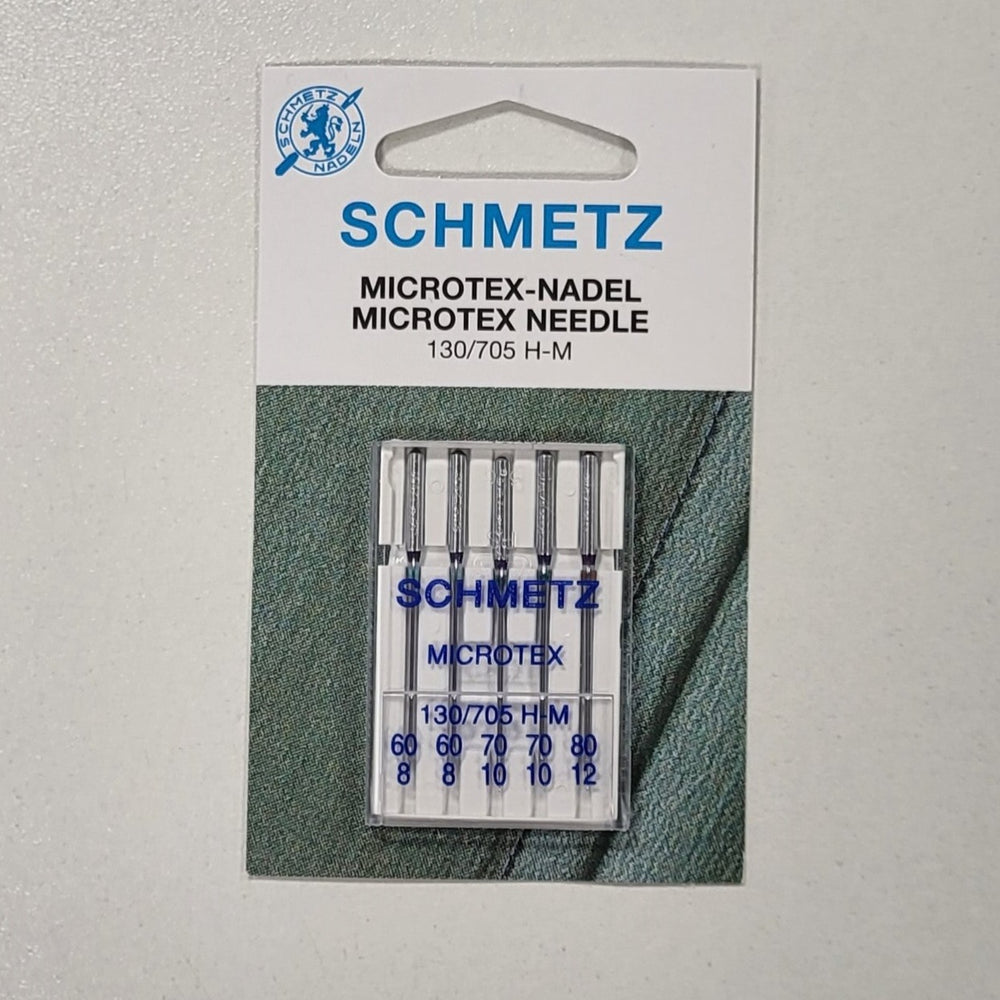 SCHMETZ
NADELN
SCHMETZ
MICROTEX-NADEL
MICROTEX NEEDLE
130/705 H-M
SCHMETZ
MICROTEX
130/705 H-M
60 60 70 70 80
8 8 10 10 12